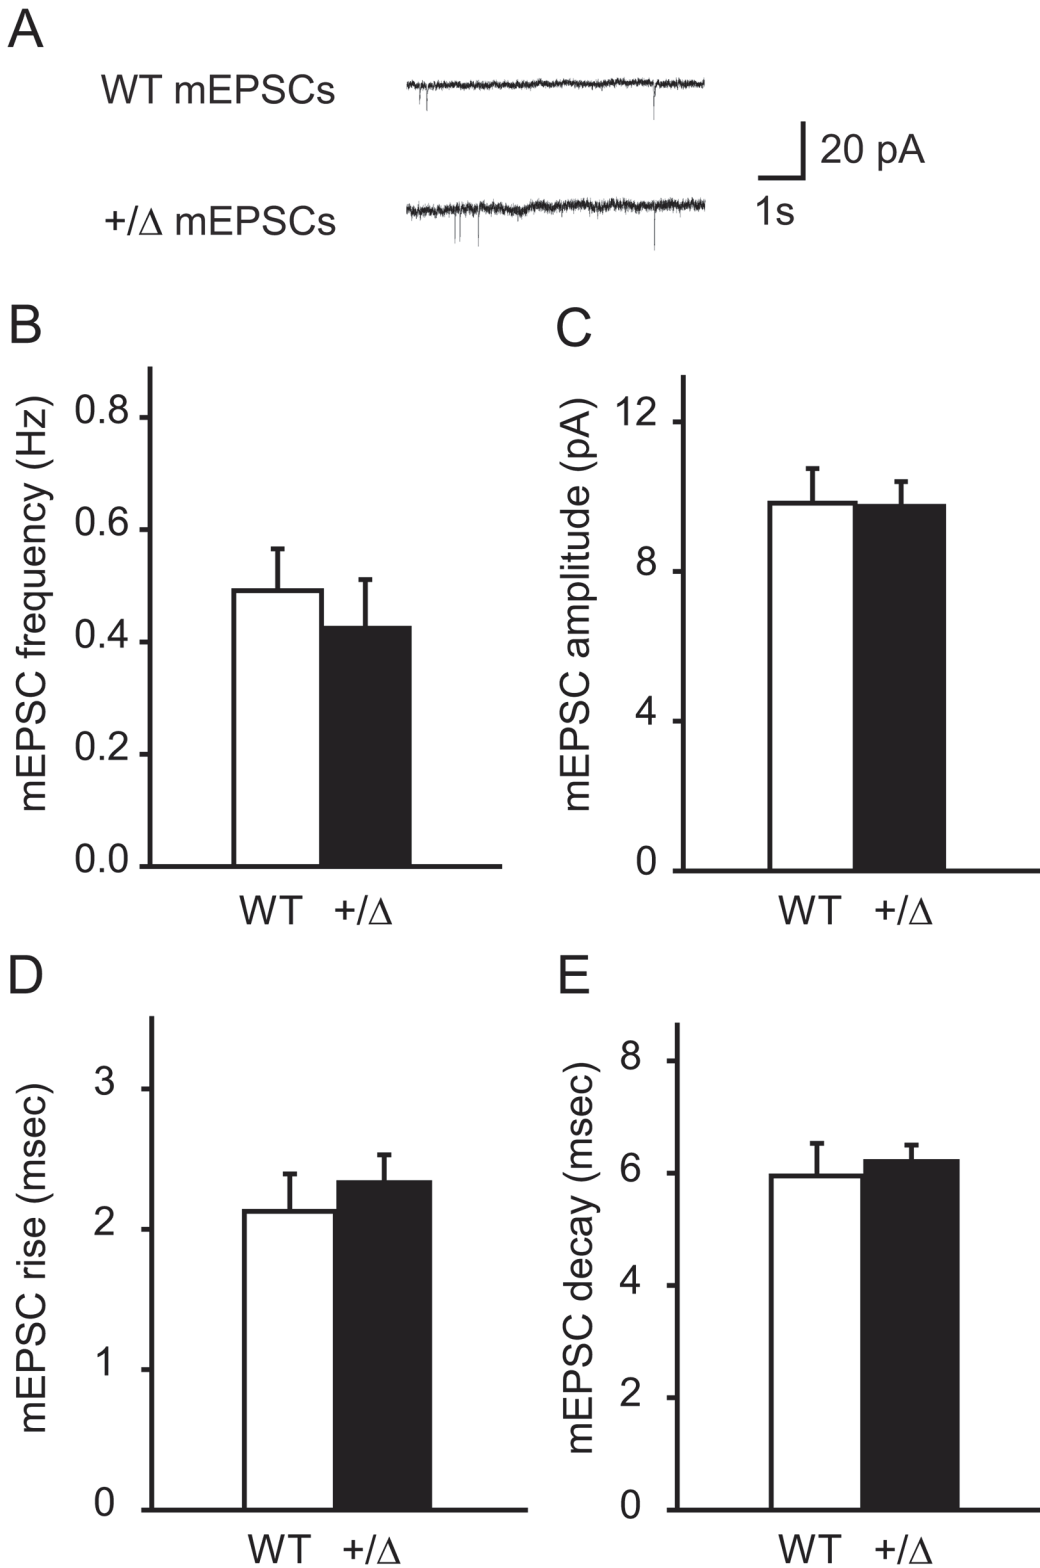 A
WT mEPSCs
20 pA
1s
+/Δ mEPSCs
B
mEPSC frequency (Hz)
0.8
0.6
0.4
0.2
0.0
WT +/Δ
C
mEPSC amplitude (pA)
12
8
4
0
WT +/Δ
D
mEPSC rise (msec)
3
2
1
0
WT +/Δ
E
mEPSC decay (msec)
8
6
4
2
0
WT +/Δ